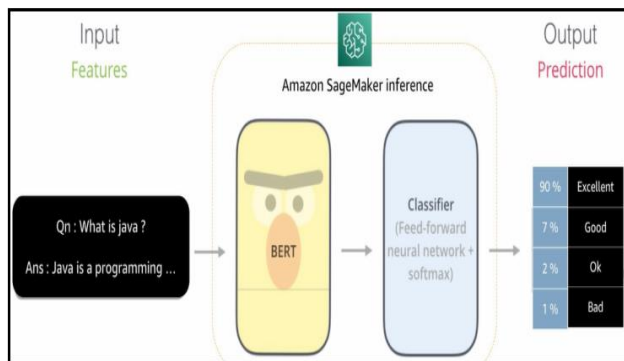 Input
Features
Amazon SageMaker inference
Output
Prediction
Qn : What is java ?
Ans : Java is a programming ...
BERT
Classifier
(Feed-forward
neural network +
softmax)
90 % Excellent
7 % Good
2 % Ok
1 % Bad